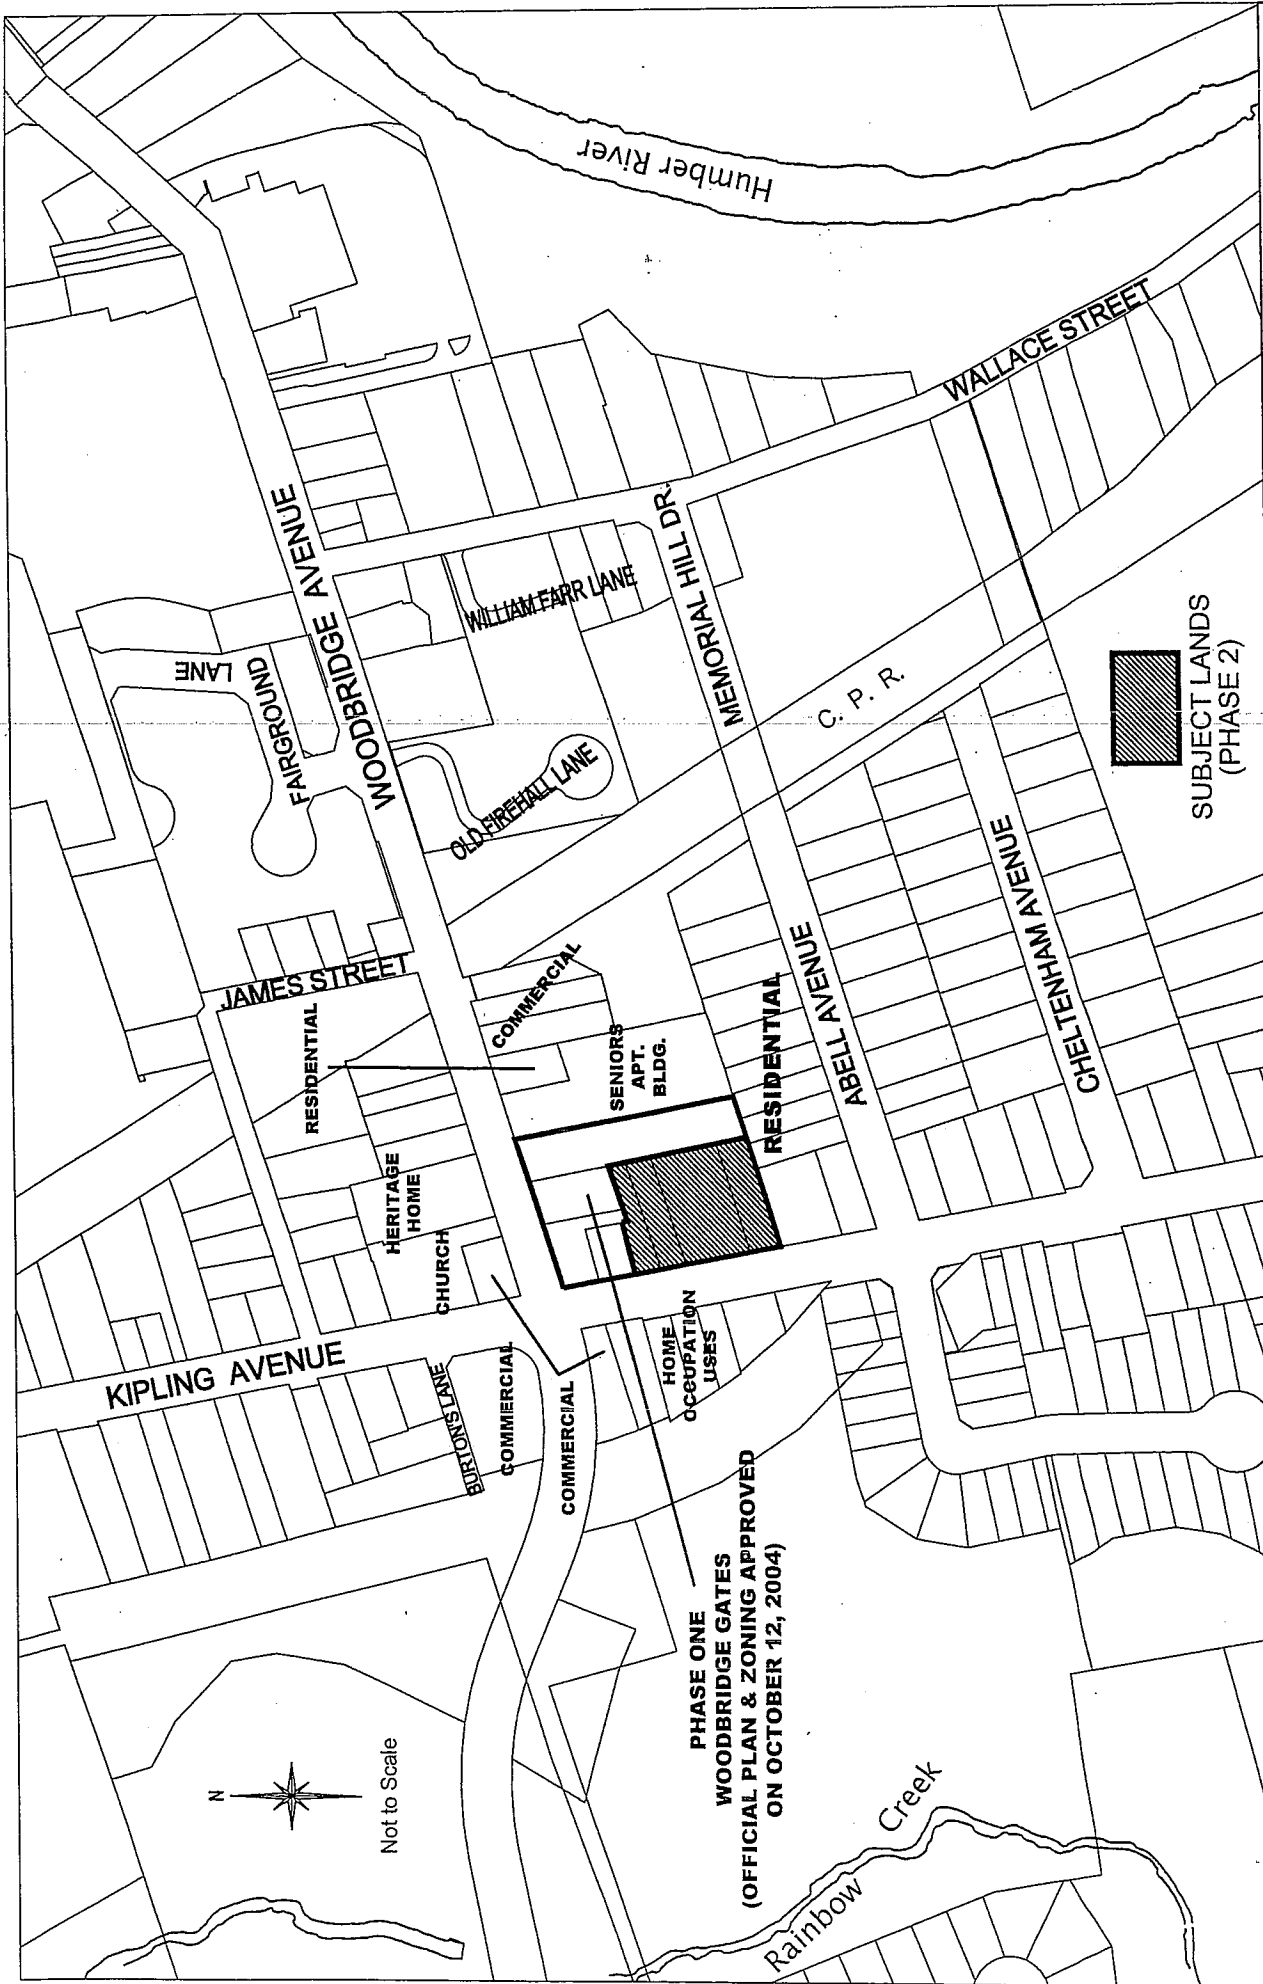 N
Not to Scale
KIPLING AVENUE
BURTON'S LANE
COMMERCIAL
COMMERCIAL
CHURCH
HERITAGE
HOME
RESIDENTIAL
JAMES STREET
COMMERCIAL
SENIORS
APT.
BLDG.
RESIDENTIAL
HOME
OCCUPATION
USES
PHASE ONE
WOODBRIDGE GATES
(OFFICIAL PLAN & ZONING APPROVED
ON OCTOBER 12, 2004)
Rainbow Creek
ABELL AVENUE
CHELTENHAM AVENUE
C. P. R.
OLD FIREHALL LANE
FAIRGROUND
LANE
WOODBRIDGE AVENUE
WOODBRIDGE AVENUE
WILLIAM FARR LANE
MEMORIAL HILL DR.
WALLACE STREET
Humber River
SUBJECT LANDS
(PHASE 2)